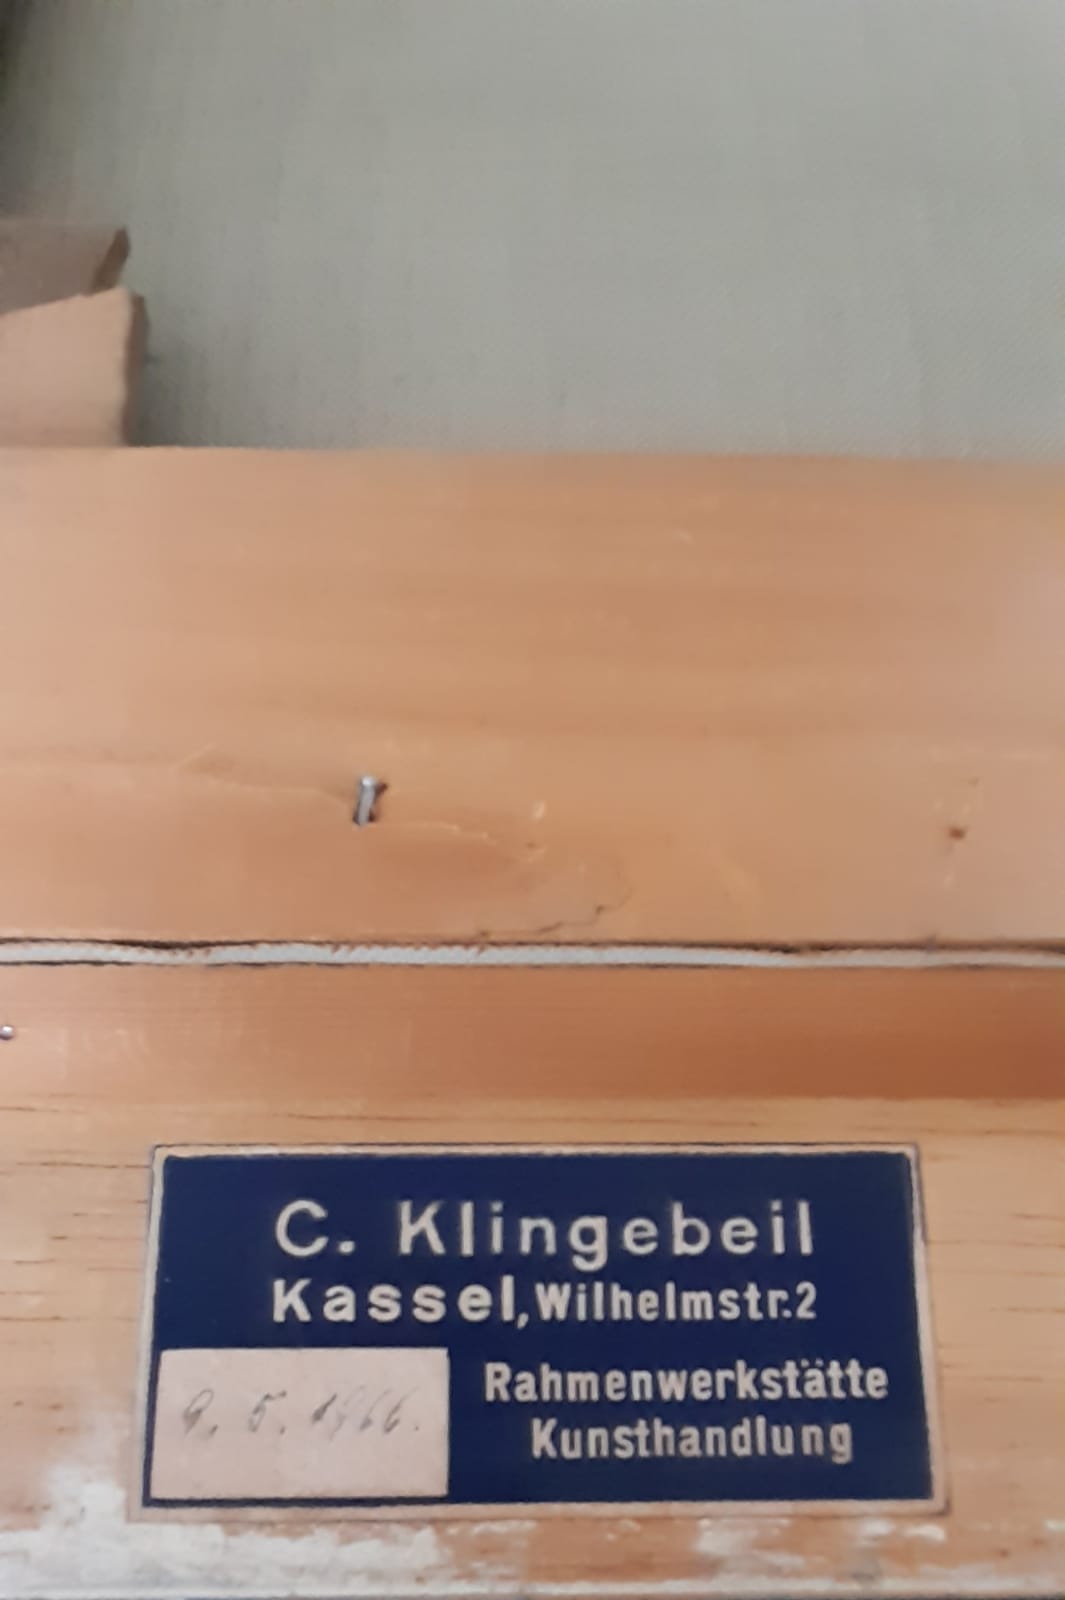 C. Klingebeil
Kassel, Wilhelmstr. 2
Rahmenwerkstätte
Kunsthandlung
9. 5. 1966.